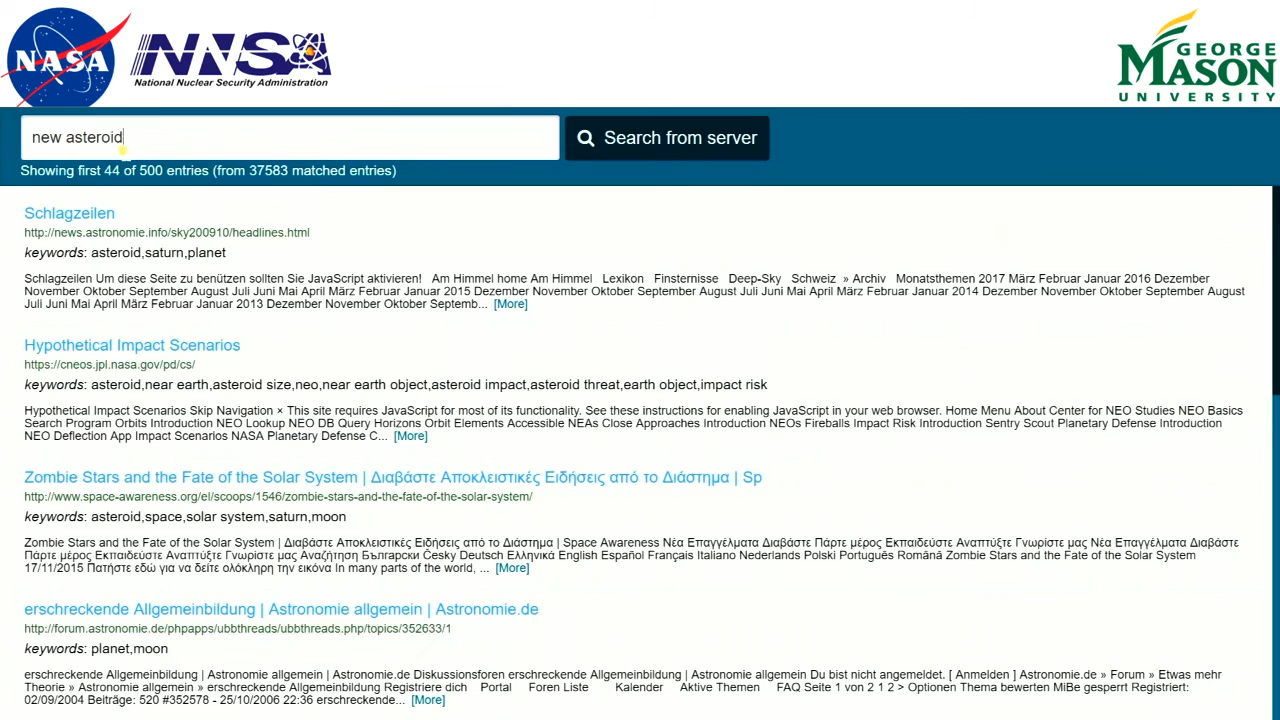 NASA
NNSA
National Nuclear Security Administration
GEORGE
MASON
UNIVERSITY
new asteroid
Search from server
Showing first 44 of 500 entries (from 37583 matched entries)
Schlagzeilen
http://news.astronomie.info/sky200910/headlines.html
keywords: asteroid,saturn,planet
Schlagzeilen Um diese Seite zu benützen sollten Sie JavaScript aktivieren! Am Himmel home Am Himmel Lexikon Finsternisse Deep-Sky Schweiz » Archiv Monatsthemen 2017 März Februar Januar 2016 Dezember
November Oktober September August Juli Juni Mai April März Februar Januar 2015 Dezember November Oktober September August Juli Juni Mai April März Februar Januar 2014 Dezember November Oktober September August
Juli Juni Mai April März Februar Januar 2013 Dezember November Oktober Septemb... [More]
Hypothetical Impact Scenarios
https://cneos.jpl.nasa.gov/pd/cs/
keywords: asteroid,near earth,asteroid size,neo,near earth object,asteroid impact,asteroid threat,earth object,impact risk
Hypothetical Impact Scenarios Skip Navigation × This site requires JavaScript for most of its functionality. See these instructions for enabling JavaScript in your web browser. Home Menu About Center for NEO Studies NEO Basics
Search Program Orbits Introduction NEO Lookup NEO DB Query Horizons Orbit Elements Accessible NEAs Close Approaches Introduction NEOs Fireballs Impact Risk Introduction Sentry Scout Planetary Defense Introduction
NEO Deflection App Impact Scenarios NASA Planetary Defense C... [More]
Zombie Stars and the Fate of the Solar System | Διαβάστε Αποκλειστικές Ειδήσεις από το Διάστημα | Sp
http://www.space-awareness.org/el/scoops/1546/zombie-stars-and-the-fate-of-the-solar-system/
keywords: asteroid,space,solar system,saturn,moon
Zombie Stars and the Fate of the Solar System | Διαβάστε Αποκλειστικές Ειδήσεις από το Διάστημα | Space Awareness Νέα Επαγγέλματα Διαβάστε Πάρτε μέρος Εκπαιδεύστε Αναπτύξτε Γνωρίστε μας Νέα Επαγγέλματα Διαβάστε
Πάρτε μέρος Εκπαιδεύστε Αναπτύξτε Γνωρίστε μας Αναζήτηση Български Česky Deutsch Ελληνικά English Español Français Italiano Nederlands Polski Português Română Zombie Stars and the Fate of the Solar System
17/11/2015 Πατήστε εδώ για να δείτε ολόκληρη την εικόνα In many parts of the world, ... [More]
erschreckende Allgemeinbildung | Astronomie allgemein | Astronomie.de
http://forum.astronomie.de/phpapps/ubbthreads/ubbthreads.php/topics/352633/1
keywords: planet,moon
erschreckende Allgemeinbildung | Astronomie allgemein | Astronomie.de Diskussionsforen erschreckende Allgemeinbildung | Astronomie allgemein Du bist nicht angemeldet. [ Anmelden ] Astronomie.de » Forum » Etwas mehr
Theorie » Astronomie allgemein » erschreckende Allgemeinbildung Registriere dich Portal Foren Liste Kalender Aktive Themen FAQ Seite 1 von 2 1 2 > Optionen Thema bewerten MiBe gesperrt Registriert:
02/09/2004 Beiträge: 520 #352578 - 25/10/2006 22:36 erschreckende... [More]